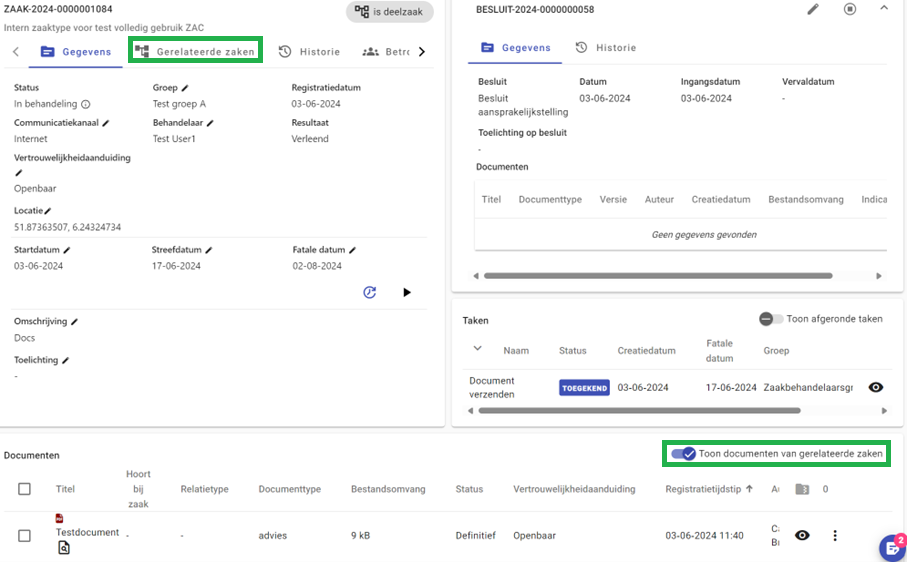 ZAAK-2024-0000001084
is deelzaak
Intern zaaktype voor test volledig gebruik ZAC
Gegevens
Gerelateerde zaken
Historie
Status
Groep
Registratiedatum
In behandeling
Test groep A
03-06-2024
Communicatiekanaal
Behandelaar
Resultaat
Internet
Test User1
Verleend
Vertrouwelijkheidaanduiding
Openbaar
Locatie
51.87363507, 6.24324734
Startdatum
Streefdatum
Fatale datum
03-06-2024
17-06-2024
02-08-2024
Omschrijving
Docs
Toelichting
-
BESLUIT-2024-0000000058
Gegevens
Historie
Besluit
Datum
Ingangsdatum
Vervaldatum
Besluit
aansprakelijkstelling
03-06-2024
03-06-2024
-
Toelichting op besluit
-
Documenten
Titel
Documenttype
Versie
Auteur
Creatiedatum
Bestandsomvang
Indica
Geen gegevens gevonden
Taken
Toon afgeronde taken
Naam
Status
Creatiedatum
Fatale
datum
Groep
Document
verzenden
TOEGEKEND
03-06-2024
17-06-2024
Zaakbehandelaarsgr
Documenten
Toon documenten van gerelateerde zaken
Titel
Hoort
bij
zaak
Relatietype
Documenttype
Bestandsomvang
Status
Vertrouwelijkheidaanduiding
Registratietijdstip
0
Testdocument
-
-
advies
9 kB
Definitief
Openbaar
03-06-2024 11:40
2